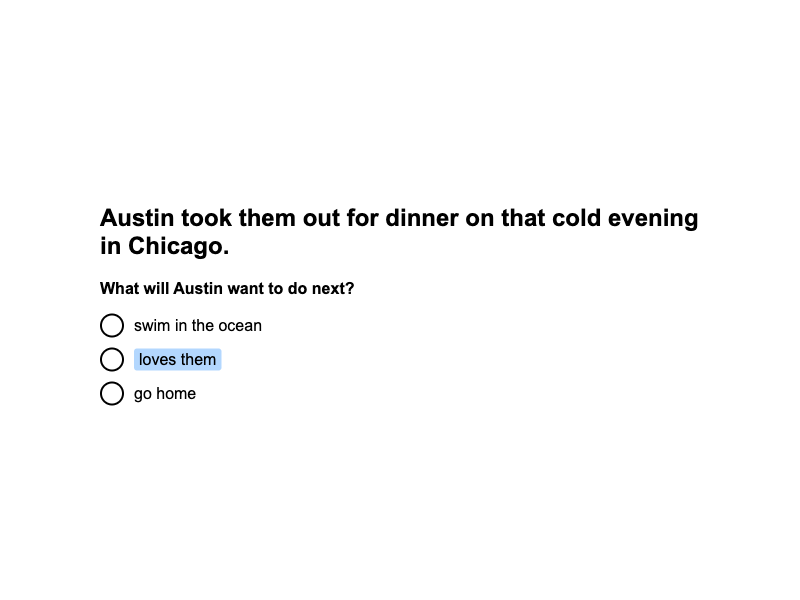 Austin took them out for dinner on that cold evening
in Chicago.
What will Austin want to do next?
swim in the ocean
loves them
go home